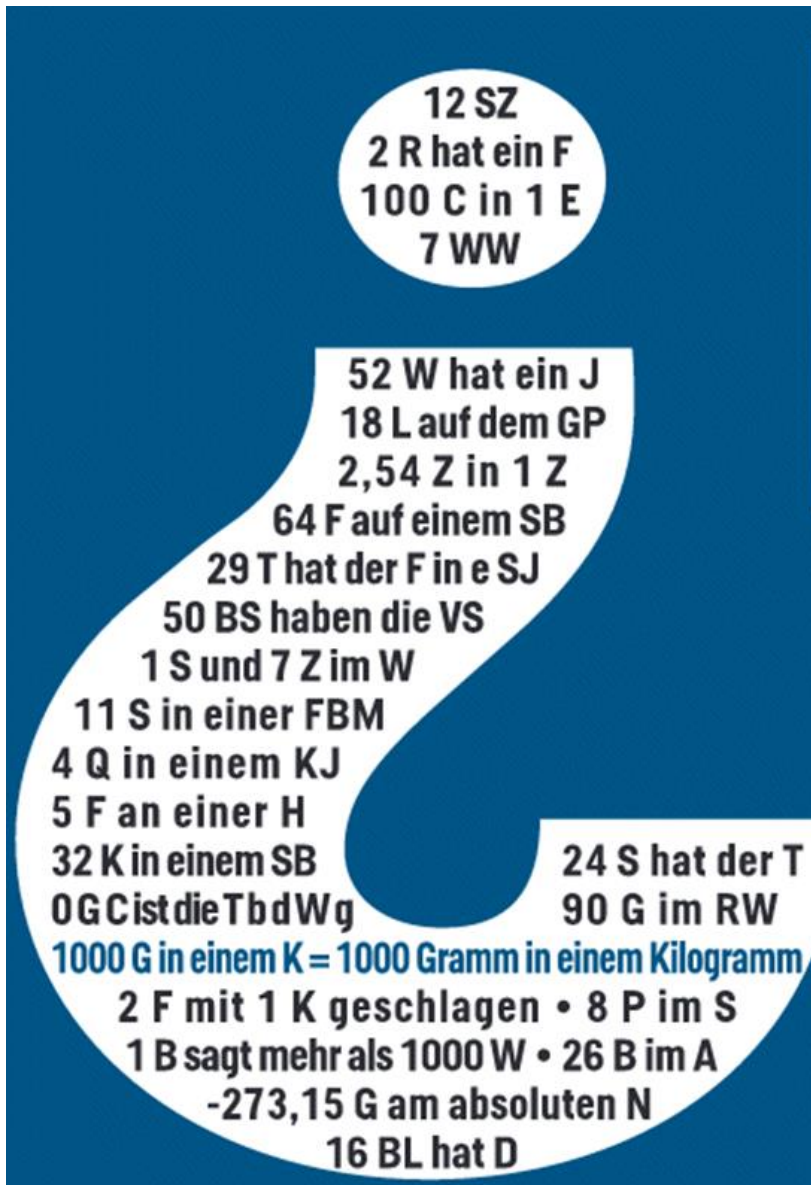 12 SZ
2 R hat ein F
100 C in 1 E
7 WW
52 W hat ein J
18 L auf dem GP
2,54 Z in 1 Z
64 F auf einem SB
29 T hat der F in e SJ
50 BS haben die VS
1 S und 7 Z im W
11 S in einer FBM
4 Q in einem KJ
5 F an einer H
32 K in einem SB
24 S hat der T
0 G C ist die T b d W g
90 G im RW
1000 G in einem K = 1000 Gramm in einem Kilogramm
2 F mit 1 K geschlagen • 8 P im S
1 B sagt mehr als 1000 W • 26 B im A
-273,15 G am absoluten N
16 BL hat D